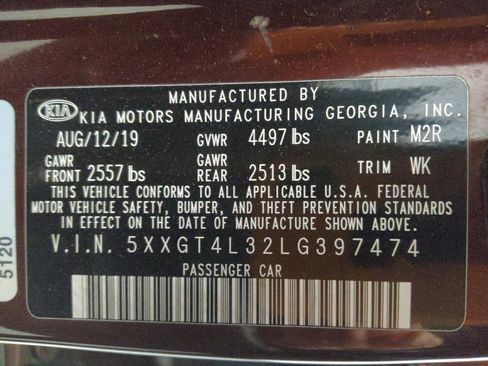 MANUFACTURED BY
KIA KIA MOTORS MANUFACTURING GEORGIA, INC.
AUG/12/19 GVWR 4497 lbs PAINT M2R
GAWR FRONT 2557 lbs GAWR REAR 2513 lbs TRIM WK
THIS VEHICLE CONFORMS TO ALL APPLICABLE U.S.A. FEDERAL
MOTOR VEHICLE SAFETY, BUMPER, AND THEFT PREVENTION STANDARDS
IN EFFECT ON THE DATE OF MANUFACTURE SHOWN ABOVE.
V.I.N. 5XXGT4L32LG397474
PASSENGER CAR
5120